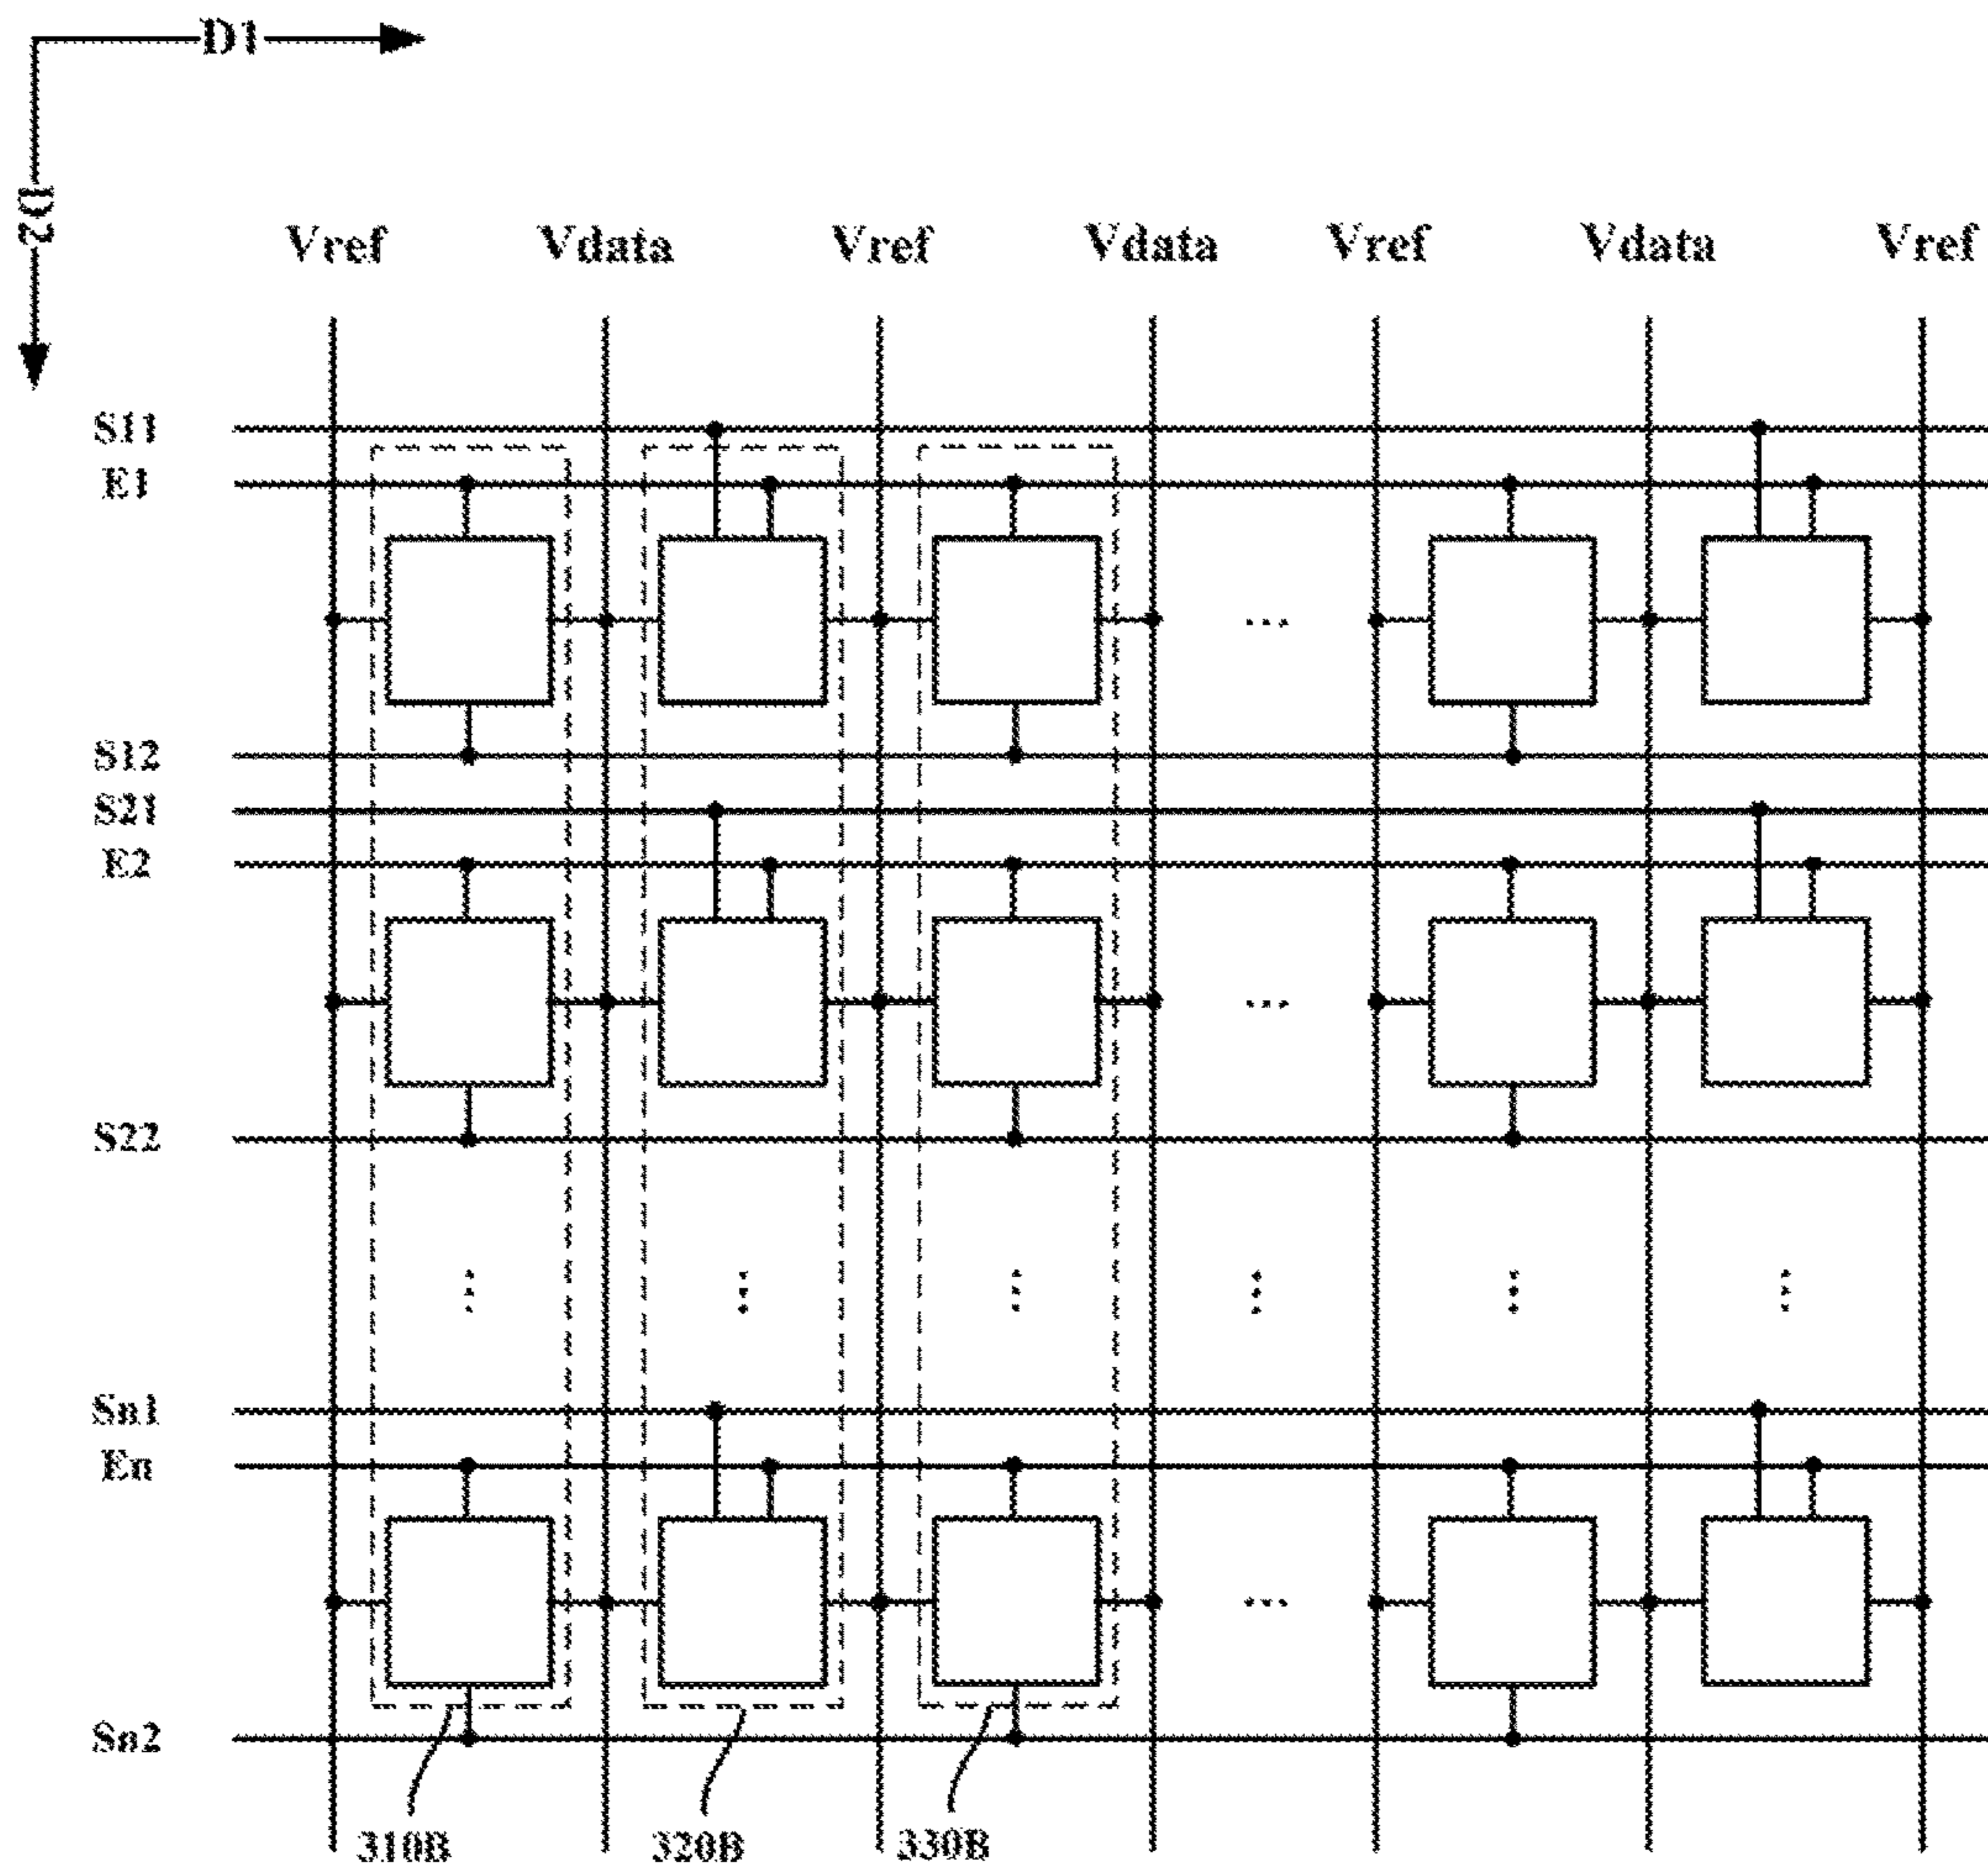 D1
D2
Vref Vdata Vref Vdata Vref Vdata Vref
S11
E1
...
S12
S21
E2
...
S22
Sn1
En
...
Sn2
310B 320B 330B